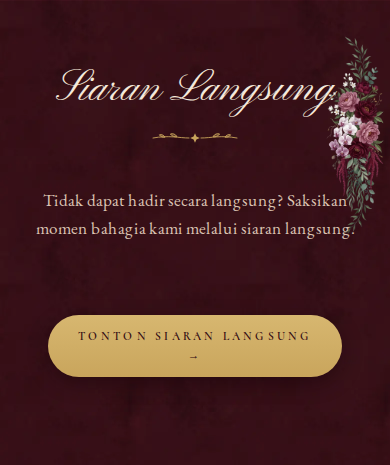 Siaran Langsung
Tidak dapat hadir secara langsung? Saksikan
momen bahagia kami melalui siaran langsung.
TONTON SIARAN LANGSUNG
→